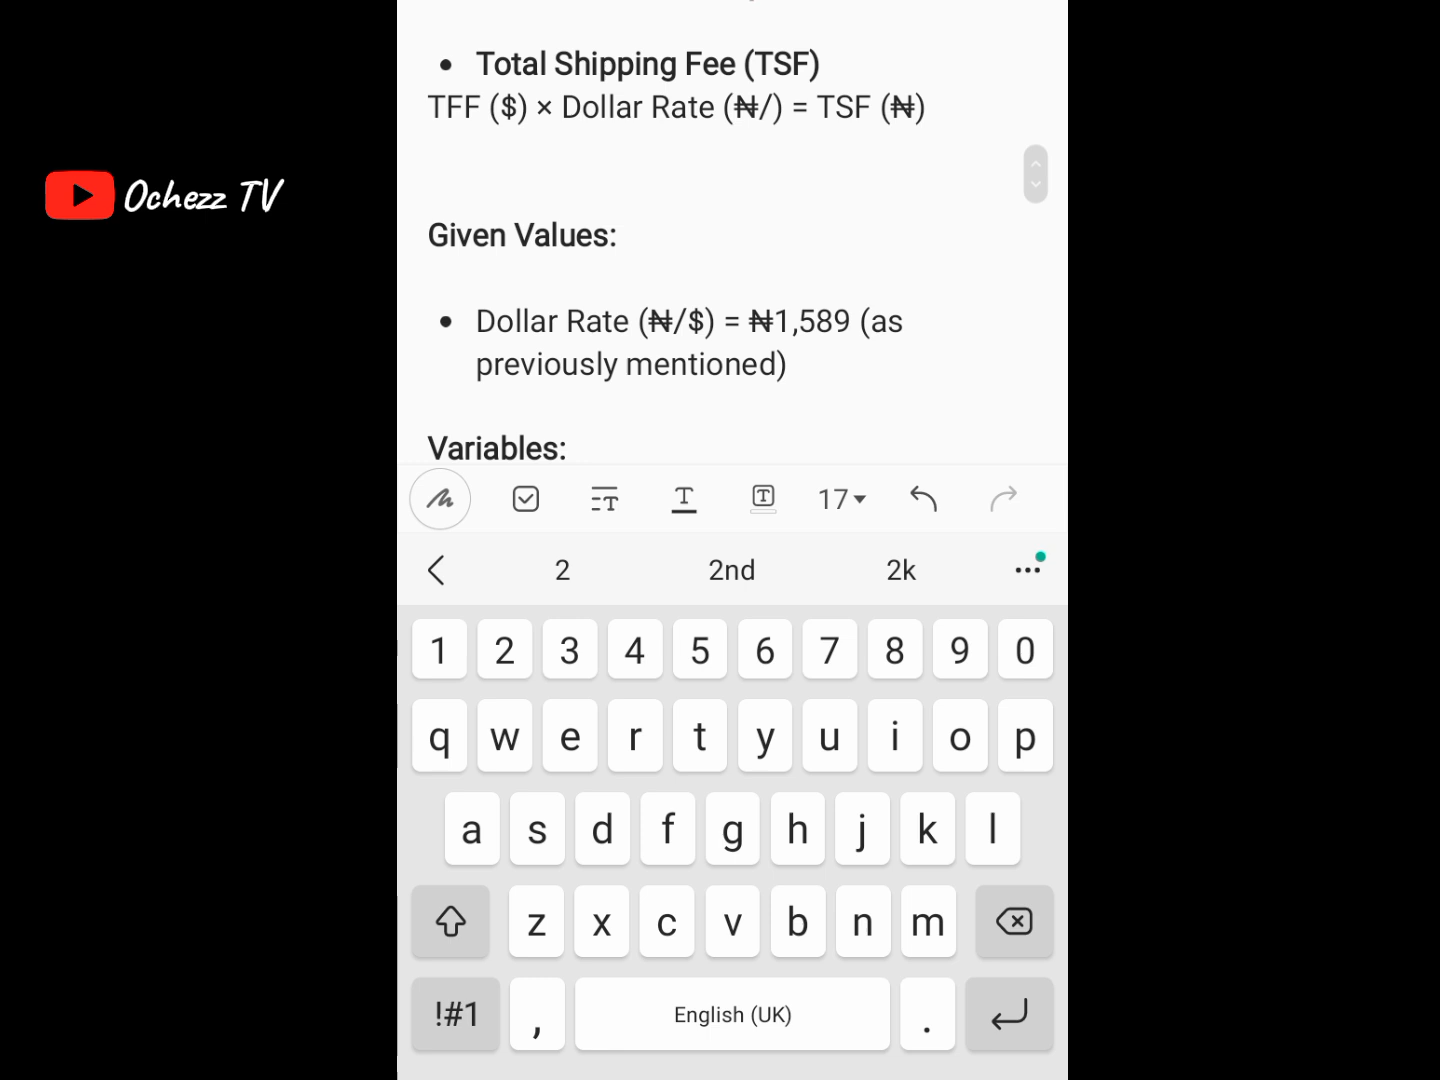 Total Shipping Fee (TSF)
TFF ($) × Dollar Rate (₦/) = TSF (₦)
Ochezz TV
Given Values:
Dollar Rate (₦/$) = ₦1,589 (as
previously mentioned)
Variables:
17
2 2nd 2k
1 2 3 4 5 6 7 8 9 0
q w e r t y u i o p
a s d f g h j k l
z x c v b n m
!#1 , English (UK) .